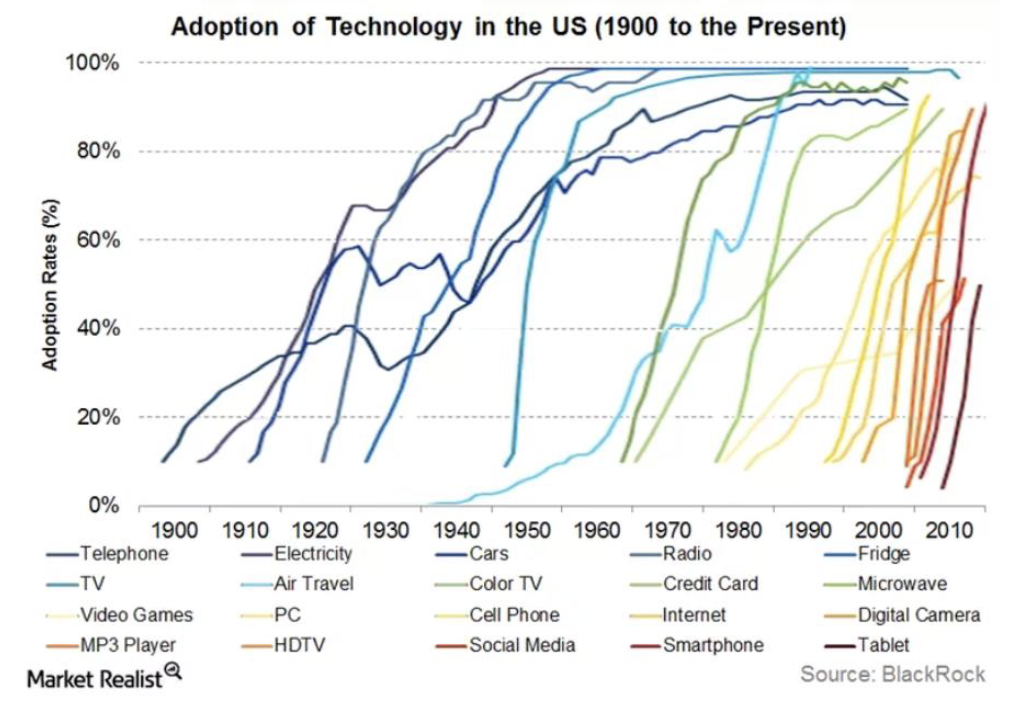 Adoption of Technology in the US (1900 to the Present)
100%
80%
60%
40%
20%
0%
Adoption Rates (%)
1900 1910 1920 1930 1940 1950 1960 1970 1980 1990 2000 2010
Telephone Electricity Cars Radio Fridge
TV Air Travel Color TV Credit Card Microwave
Video Games PC Cell Phone Internet Digital Camera
MP3 Player HDTV Social Media Smartphone Tablet
Market Realist
Source: BlackRock